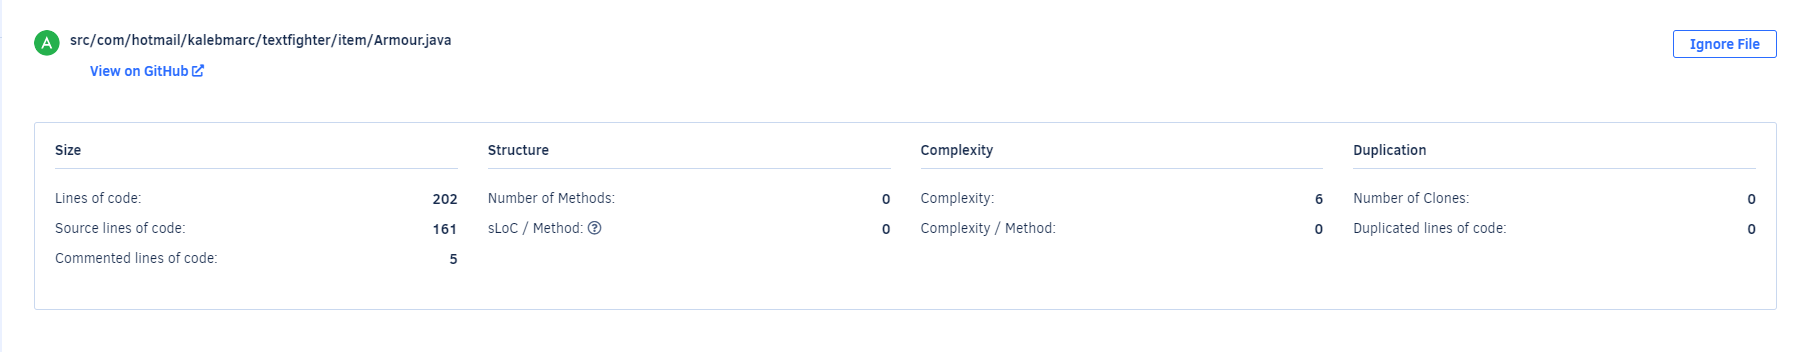 A src/com/hotmail/kalebmarc/textfighter/item/Armour.java
Ignore File
View on GitHub
Size
Lines of code: 202
Source lines of code: 161
Commented lines of code: 5
Structure
Number of Methods: 0
sLoC / Method: ? 0
Complexity
Complexity: 6
Complexity / Method: 0
Duplication
Number of Clones: 0
Duplicated lines of code: 0